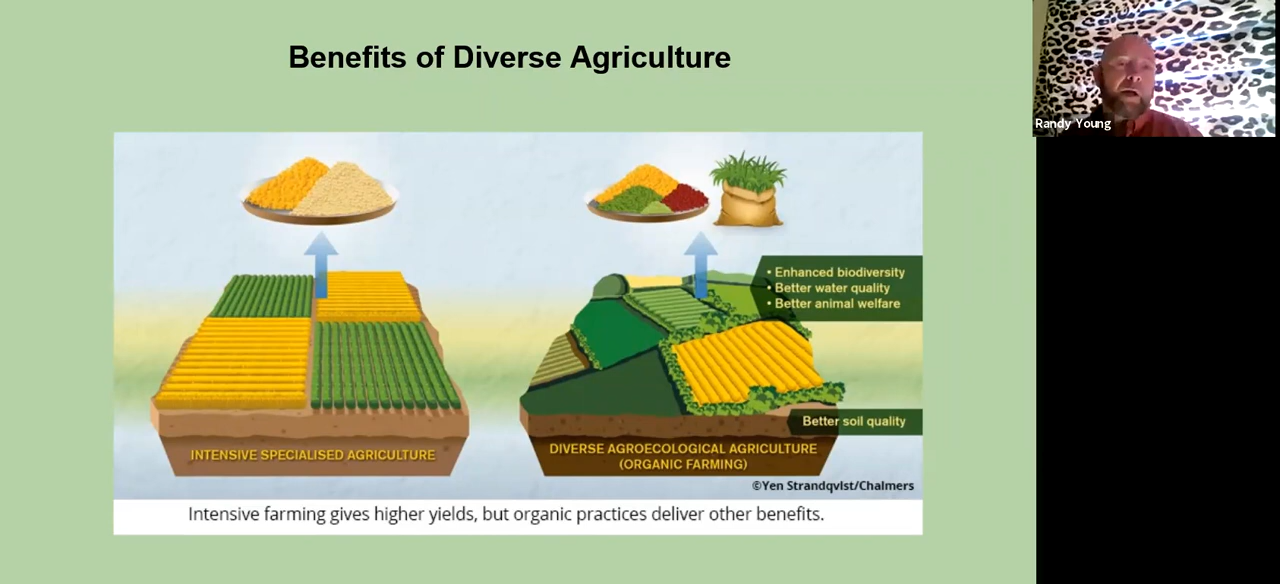 Benefits of Diverse Agriculture
Randy Young
• Enhanced biodiversity
• Better water quality
• Better animal welfare
Better soil quality
INTENSIVE SPECIALISED AGRICULTURE
DIVERSE AGROECOLOGICAL AGRICULTURE
(ORGANIC FARMING)
©Yen Strandqvist/Chalmers
Intensive farming gives higher yields, but organic practices deliver other benefits.